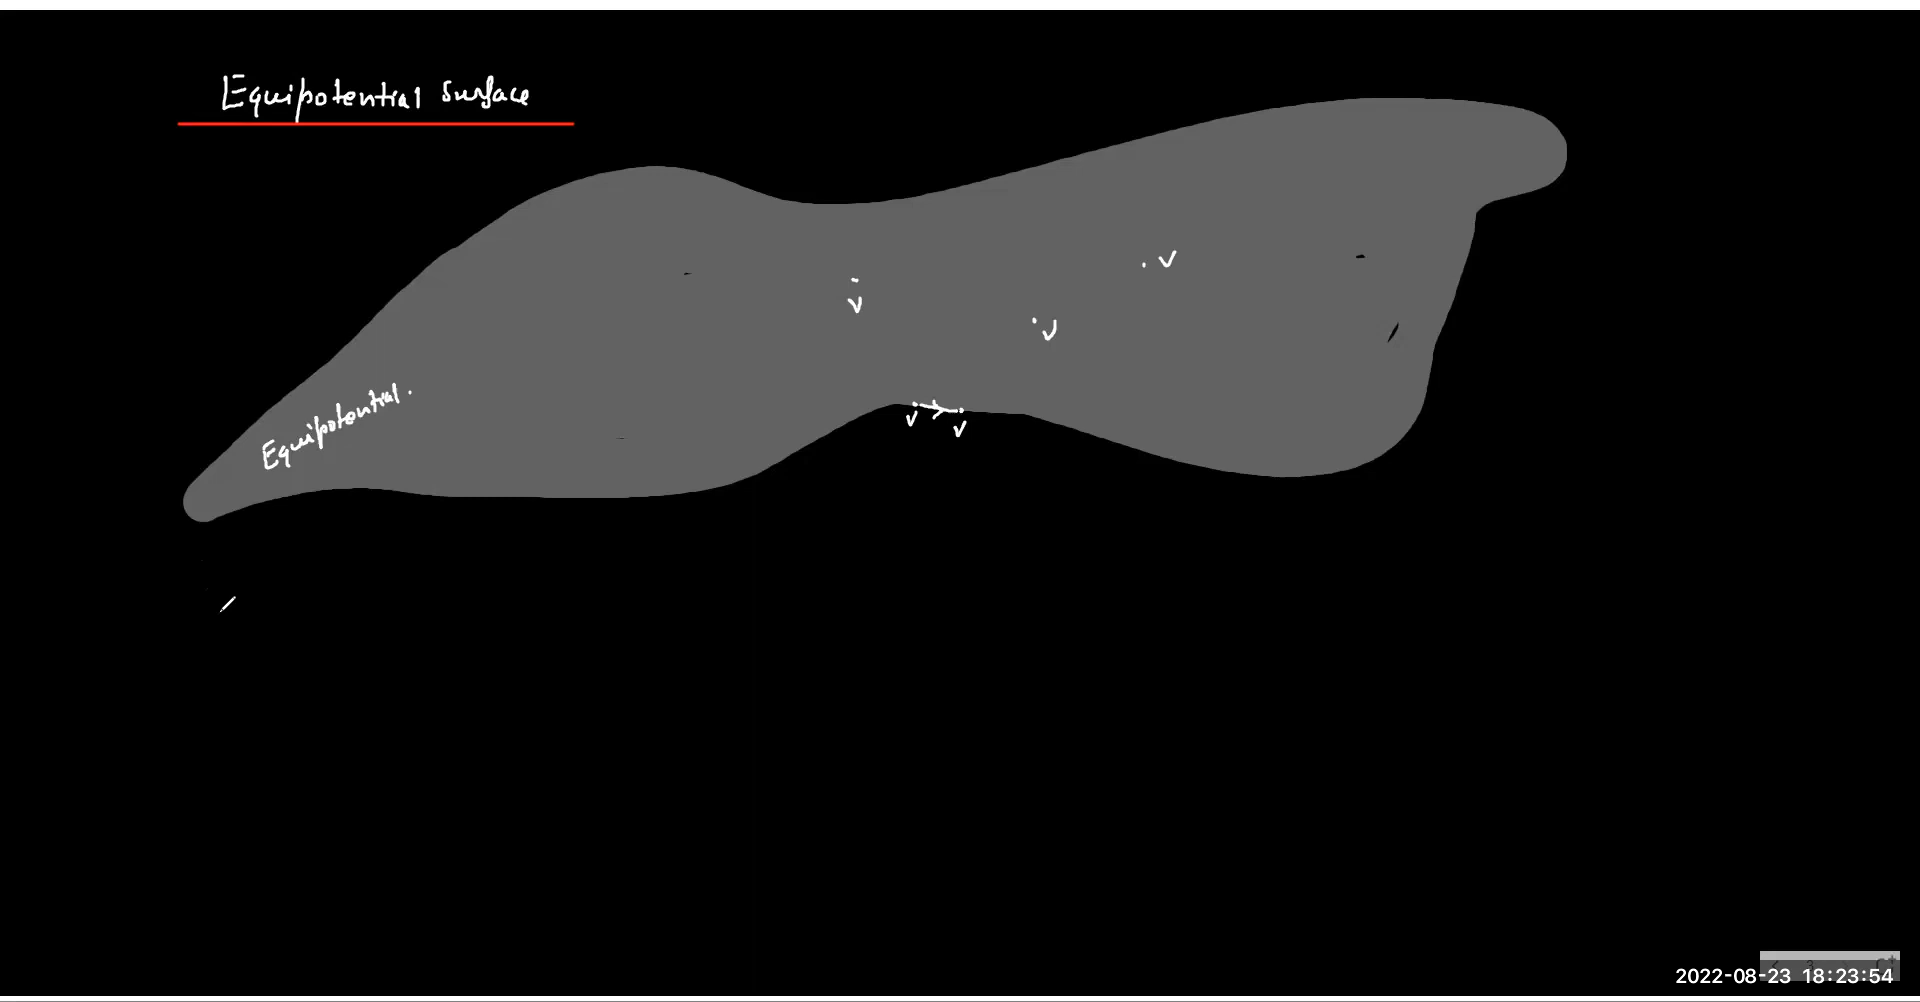 Equipotential Surface
. V
V
. V
Equipotential.
V
V
2022-08-23 18:23:54